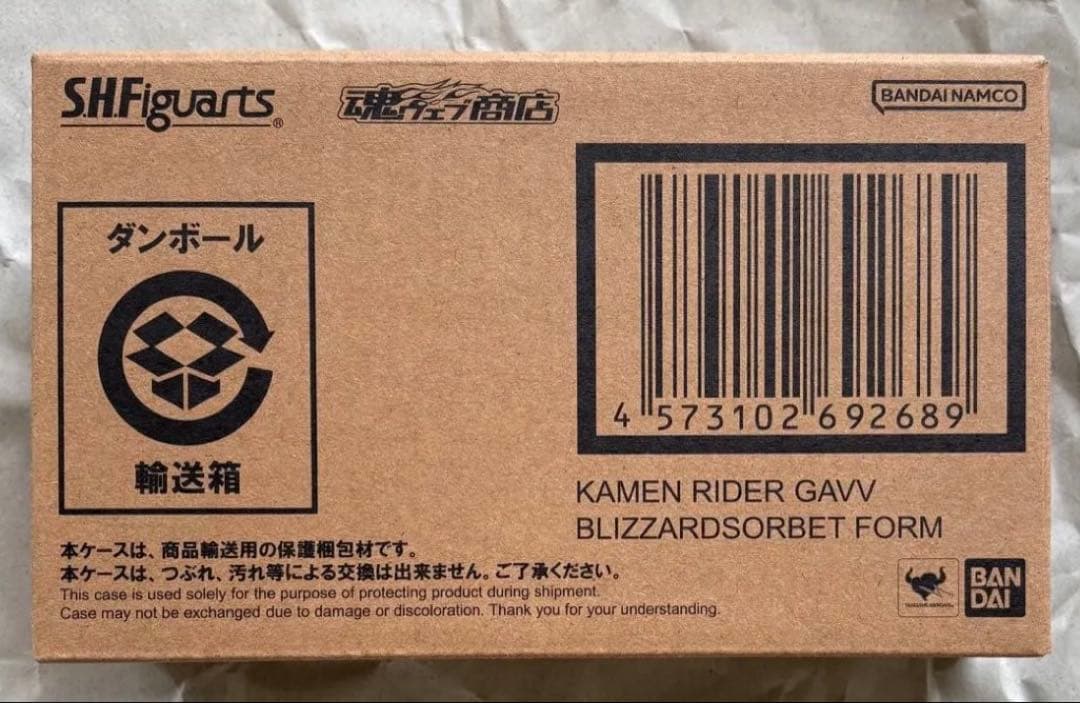 S.H.Figuarts®
魂ウェブ商店
BANDAI NAMCO
ダンボール
輸送箱
4 573102 692689
KAMEN RIDER GAVV
BLIZZARDSORBET FORM
本ケースは、商品輸送用の保護梱包材です。
本ケースは、つぶれ、汚れ等による交換は出来ません。ご了承ください。
This case is used solely for the purpose of protecting product during shipment.
Case may not be exchanged due to damage or discoloration. Thank you for your understanding.
BAN
DAI